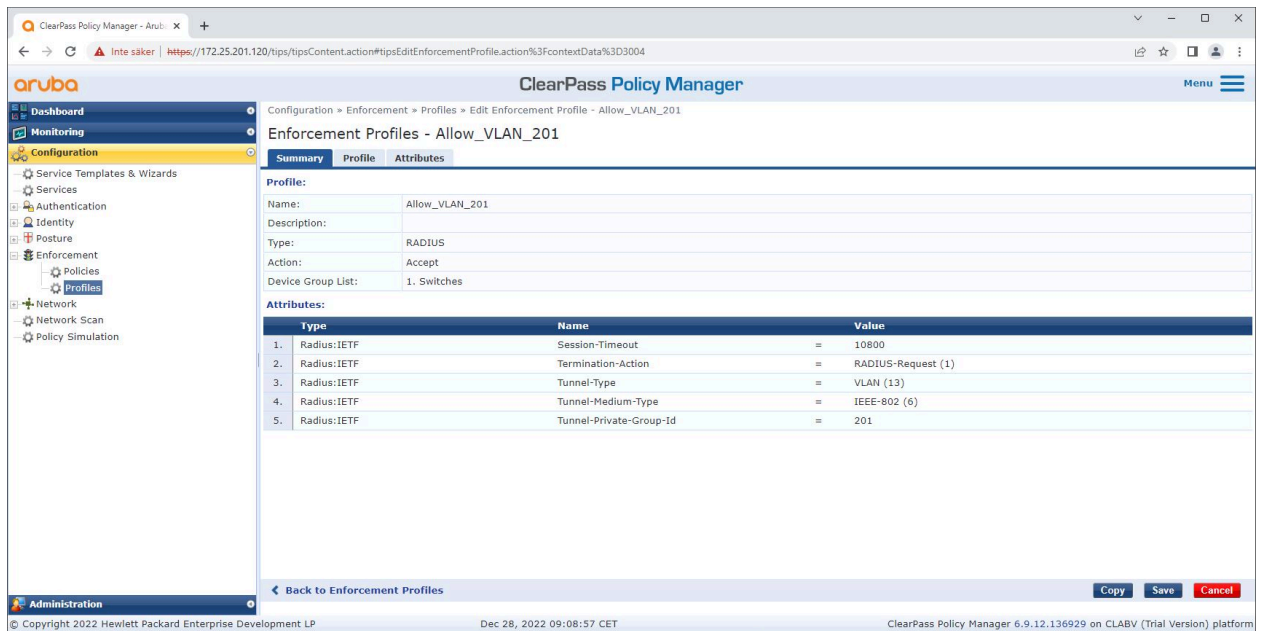 ClearPass Policy Manager - Arub
Inte säker | https://172.25.201.120/tips/tipsContent.action#tipsEditEnforcementProfile.action%3FcontextData%3D3004
aruba
ClearPass Policy Manager
Menu
Dashboard
Monitoring
Configuration
Service Templates & Wizards
Services
Authentication
Identity
Posture
Enforcement
Policies
Profiles
Network
Network Scan
Policy Simulation
Administration
Configuration » Enforcement » Profiles » Edit Enforcement Profile - Allow_VLAN_201
Enforcement Profiles - Allow_VLAN_201
Summary Profile Attributes
Profile:
Name: Allow_VLAN_201
Description:
Type: RADIUS
Action: Accept
Device Group List: 1. Switches
Attributes:
Type Name Value
1. Radius:IETF Session-Timeout = 10800
2. Radius:IETF Termination-Action = RADIUS-Request (1)
3. Radius:IETF Tunnel-Type = VLAN (13)
4. Radius:IETF Tunnel-Medium-Type = IEEE-802 (6)
5. Radius:IETF Tunnel-Private-Group-Id = 201
Back to Enforcement Profiles
Copy Save Cancel
© Copyright 2022 Hewlett Packard Enterprise Development LP Dec 28, 2022 09:08:57 CET ClearPass Policy Manager 6.9.12.136929 on CLABV (Trial Version) platform